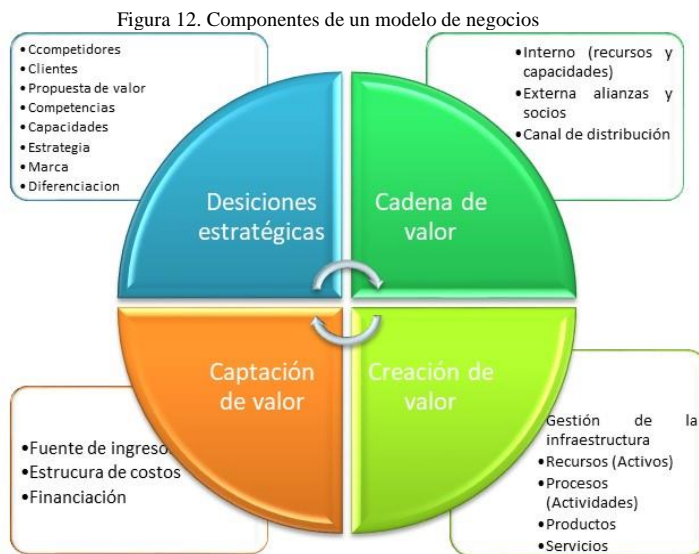 Figura 12. Componentes de un modelo de negocios
•Ccompetidores
•Clientes
•Propuesta de valor
•Competencias
•Capacidades
•Estrategia
•Marca
•Diferenciacion
•Interno (recursos y
capacidades)
•Externa alianzas y
socios
•Canal de distribución
Desiciones
estratégicas
Cadena de
valor
Captación
de valor
Creación de
valor
•Fuente de ingreso
•Estrucura de costos
•Financiación
Gestión de la
infraestructura
•Recursos (Activos)
•Procesos
(Actividades)
•Productos
•Servicios